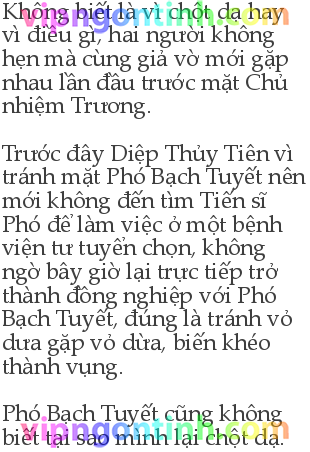 Không biết là vì chột dạ hay
vipngontinh.com
vì điều gì, hai người không
hẹn mà cùng giả vờ mới gặp
nhau lần đầu trước mặt Chủ
nhiệm Trương.
Trước đây Diệp Thủy Tiên vì
tránh mặt Phó Bạch Tuyết nên
mới không đến tìm Tiến sĩ
Phó để làm việc ở một bệnh
viện tư tuyển chọn, không
ngờ bây giờ lại trực tiếp trở
thành đồng nghiệp với Phó
Bạch Tuyết, đúng là tránh vỏ
dưa gặp vỏ dừa, biến khéo
thành vụng.
Phó Bạch Tuyết cũng không
vipngontinh.com
biết tại sao mình lại chột dạ.